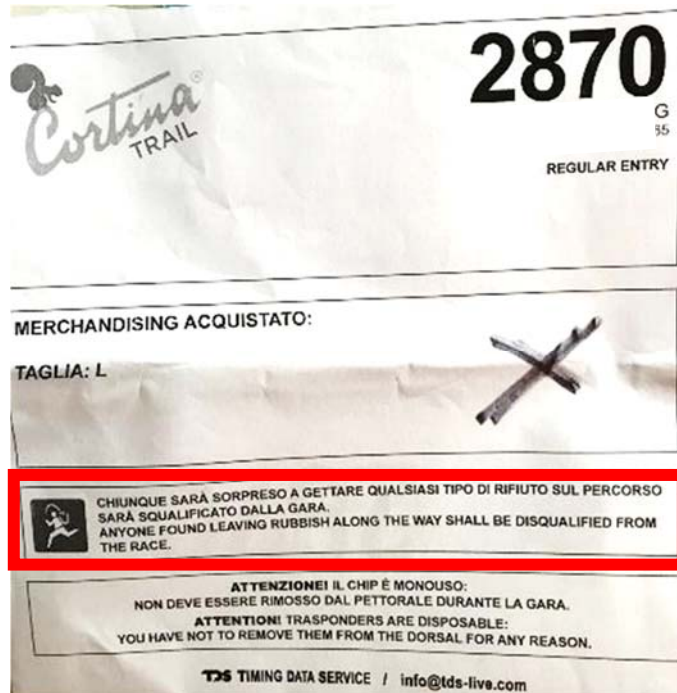 2870
Cortina®
TRAIL
G
35
REGULAR ENTRY
MERCHANDISING ACQUISTATO:
TAGLIA: L
CHIUNQUE SARÀ SORPRESO A GETTARE QUALSIASI TIPO DI RIFIUTO SUL PERCORSO
SARÀ SQUALIFICATO DALLA GARA.
ANYONE FOUND LEAVING RUBBISH ALONG THE WAY SHALL BE DISQUALIFIED FROM
THE RACE.
ATTENZIONE! IL CHIP È MONOUSO:
NON DEVE ESSERE RIMOSSO DAL PETTORALE DURANTE LA GARA.
ATTENTION! TRASPONDERS ARE DISPOSABLE:
YOU HAVE NOT TO REMOVE THEM FROM THE DORSAL FOR ANY REASON.
TDS TIMING DATA SERVICE / info@tds-live.com